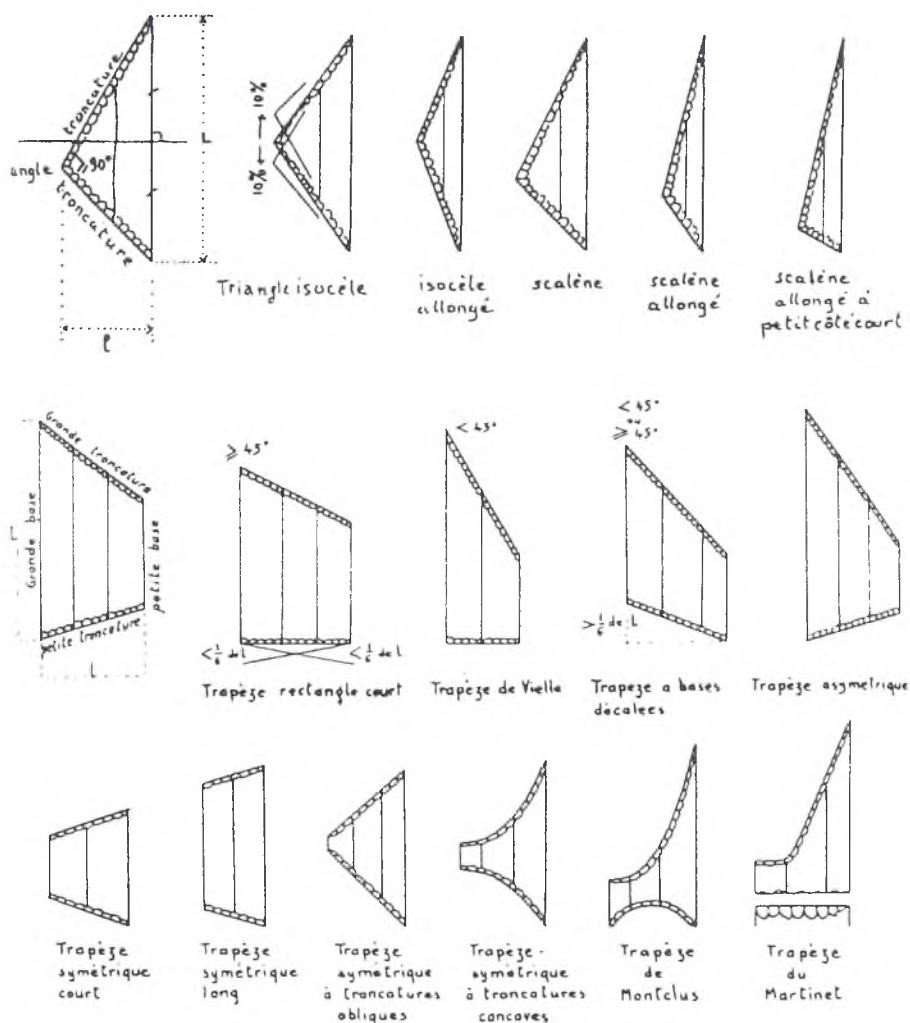 troncature
angle
≥90°
troncature
L
l
10% ← → 10%
Triangle isocèle
isocèle
allongé
scalène
scalène
allongé
scalène
allongé à
petit côté court
Grande troncature
Grande base
petite base
petite troncature
L
≥ 45°
< 1/6 de l
< 1/6 de l
Trapèze rectangle court
< 45°
Trapèze de Vielle
< 45°
ou
≥ 45°
> 1/6 de L
Trapeze a bases
décalees
Trapèze asymetrique
Trapèze
symétrique
court
Trapèze
symétrique
long
Trapèze
symétrique
à troncatures
obliques
Trapèze-
symétrique
à troncatures
concaves
Trapèze
de
Montclus
Trapèze
du
Martinet